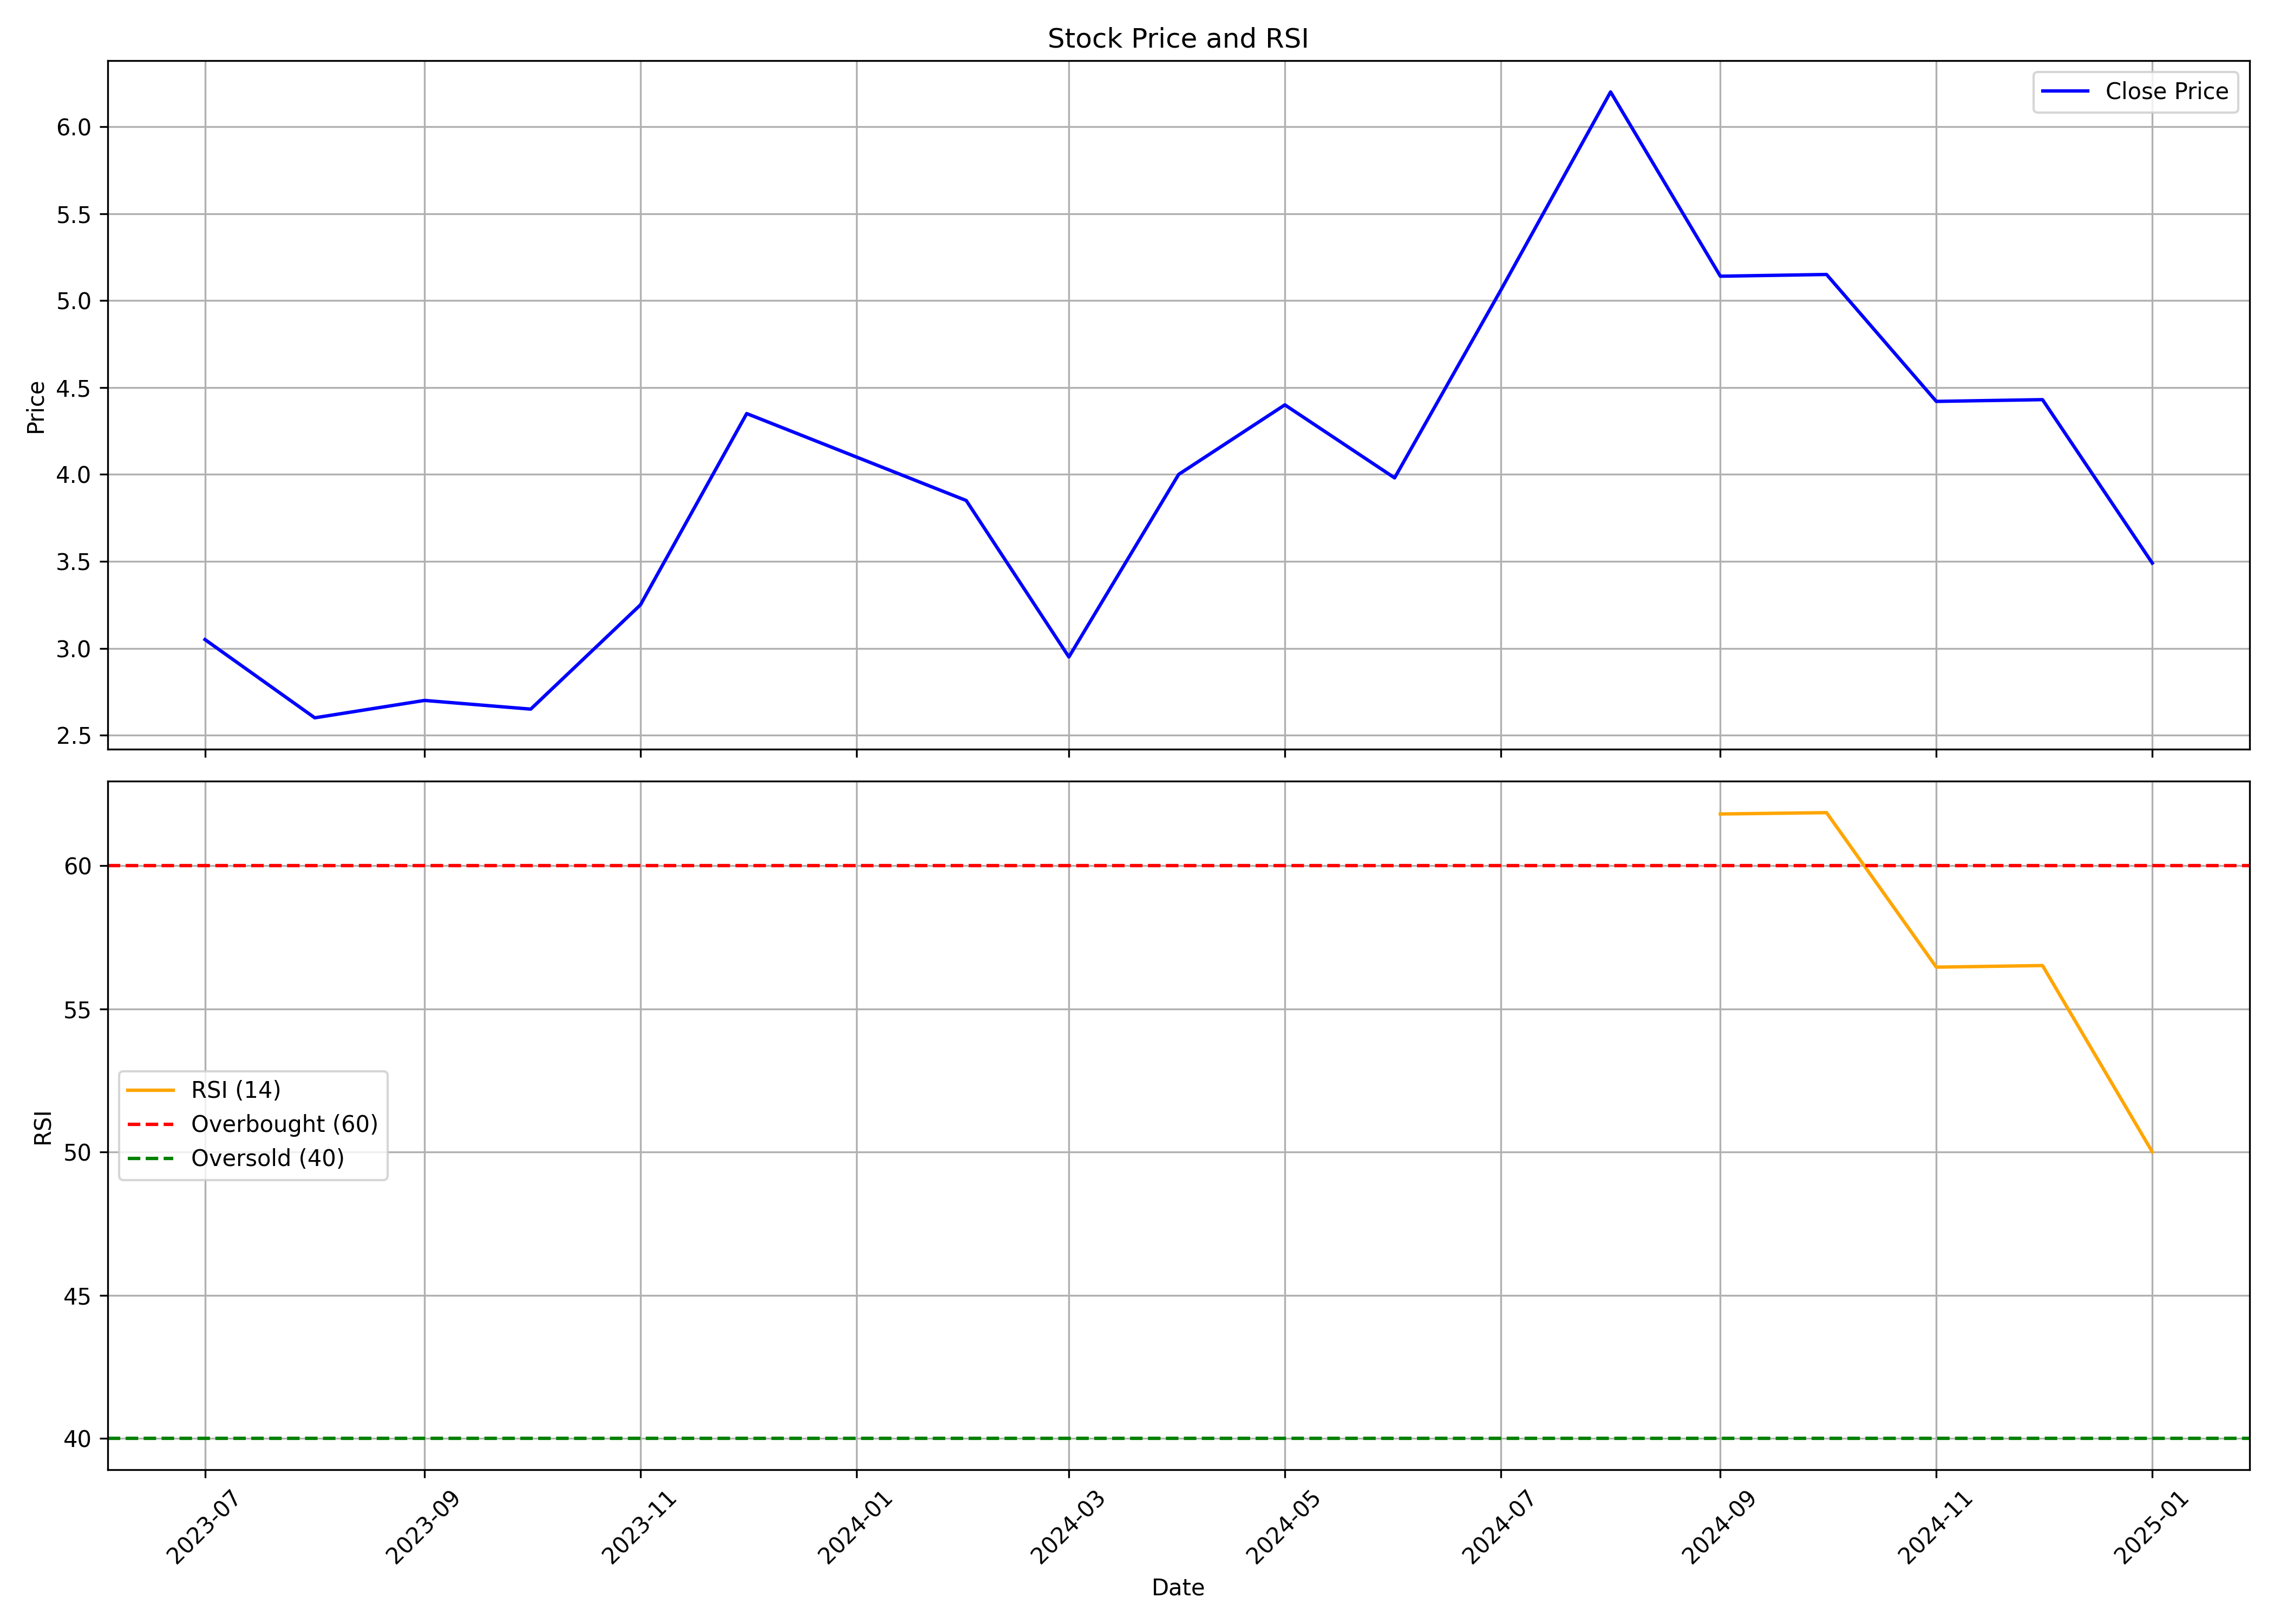 Stock Price and RSI
Close Price
Price
6.0
5.5
5.0
4.5
4.0
3.5
3.0
2.5
RSI
60
55
50
45
40
RSI (14)
Overbought (60)
Oversold (40)
2023-07
2023-09
2023-11
2024-01
2024-03
2024-05
2024-07
2024-09
2024-11
2025-01
Date